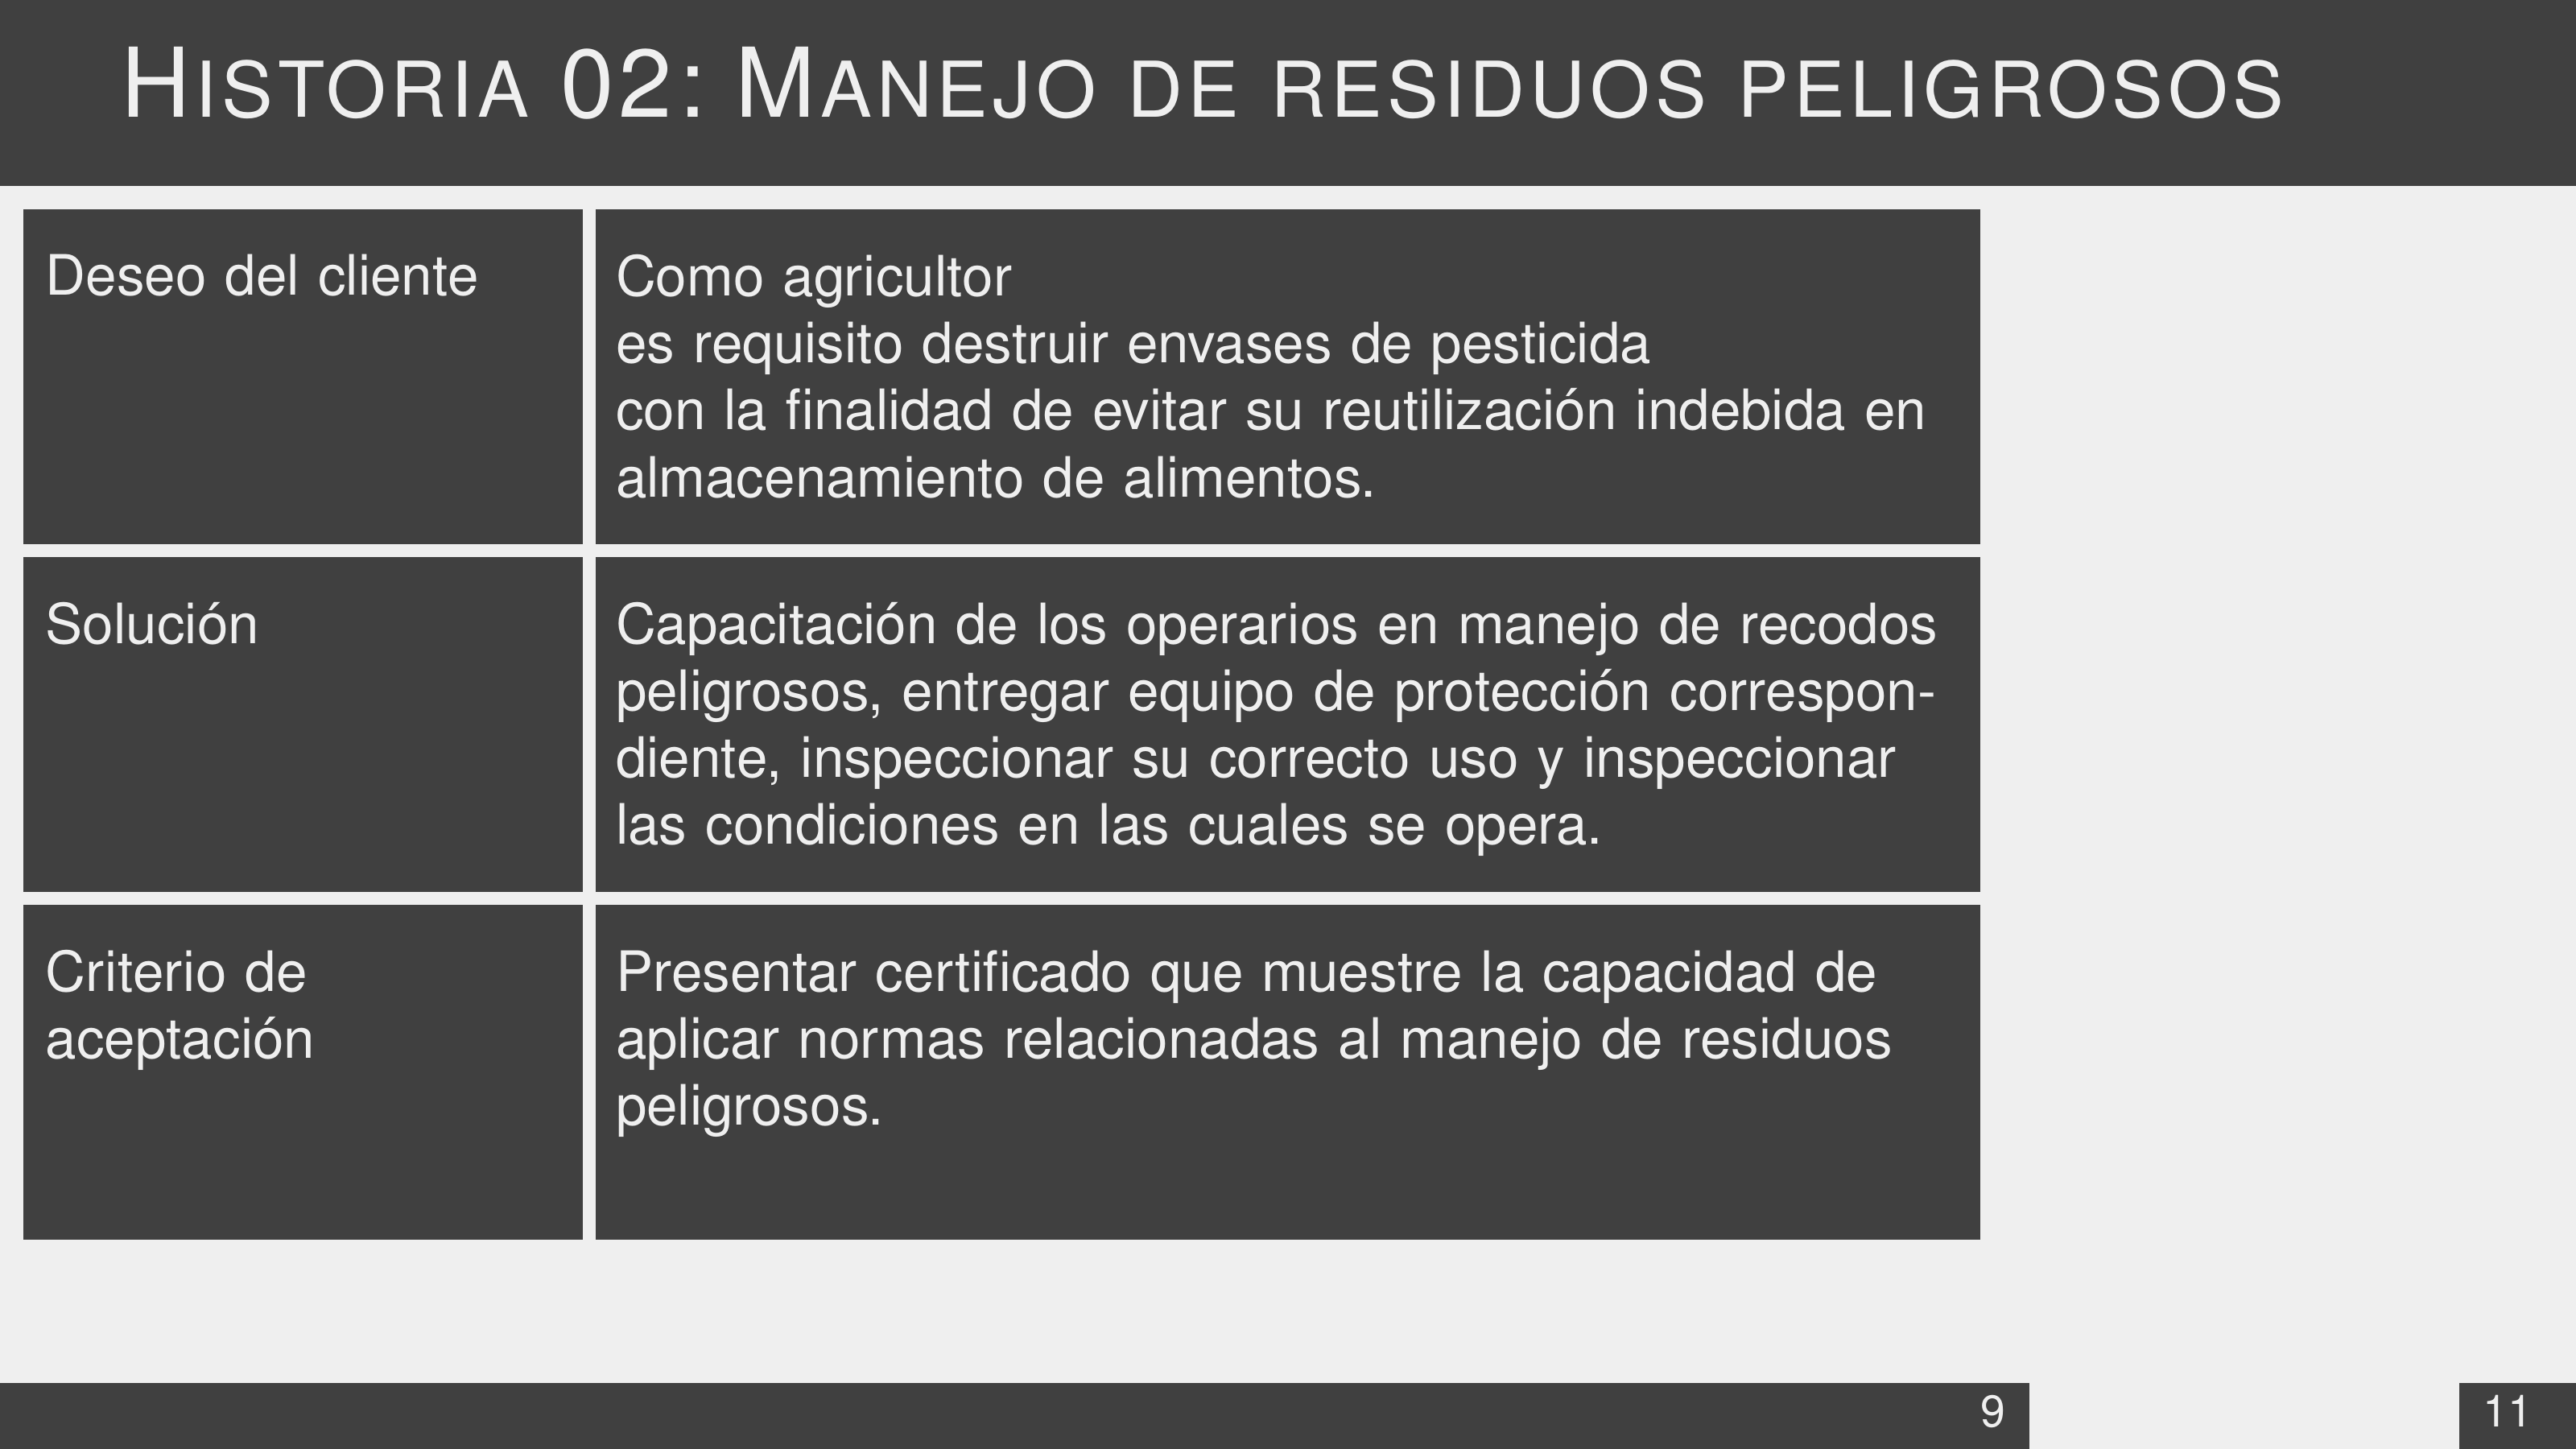 HISTORIA 02: MANEJO DE RESIDUOS PELIGROSOS
Deseo del cliente
Como agricultor
es requisito destruir envases de pesticida
con la finalidad de evitar su reutilización indebida en
almacenamiento de alimentos.
Solución
Capacitación de los operarios en manejo de recodos
peligrosos, entregar equipo de protección correspon-
diente, inspeccionar su correcto uso y inspeccionar
las condiciones en las cuales se opera.
Criterio de
aceptación
Presentar certificado que muestre la capacidad de
aplicar normas relacionadas al manejo de residuos
peligrosos.
9
11